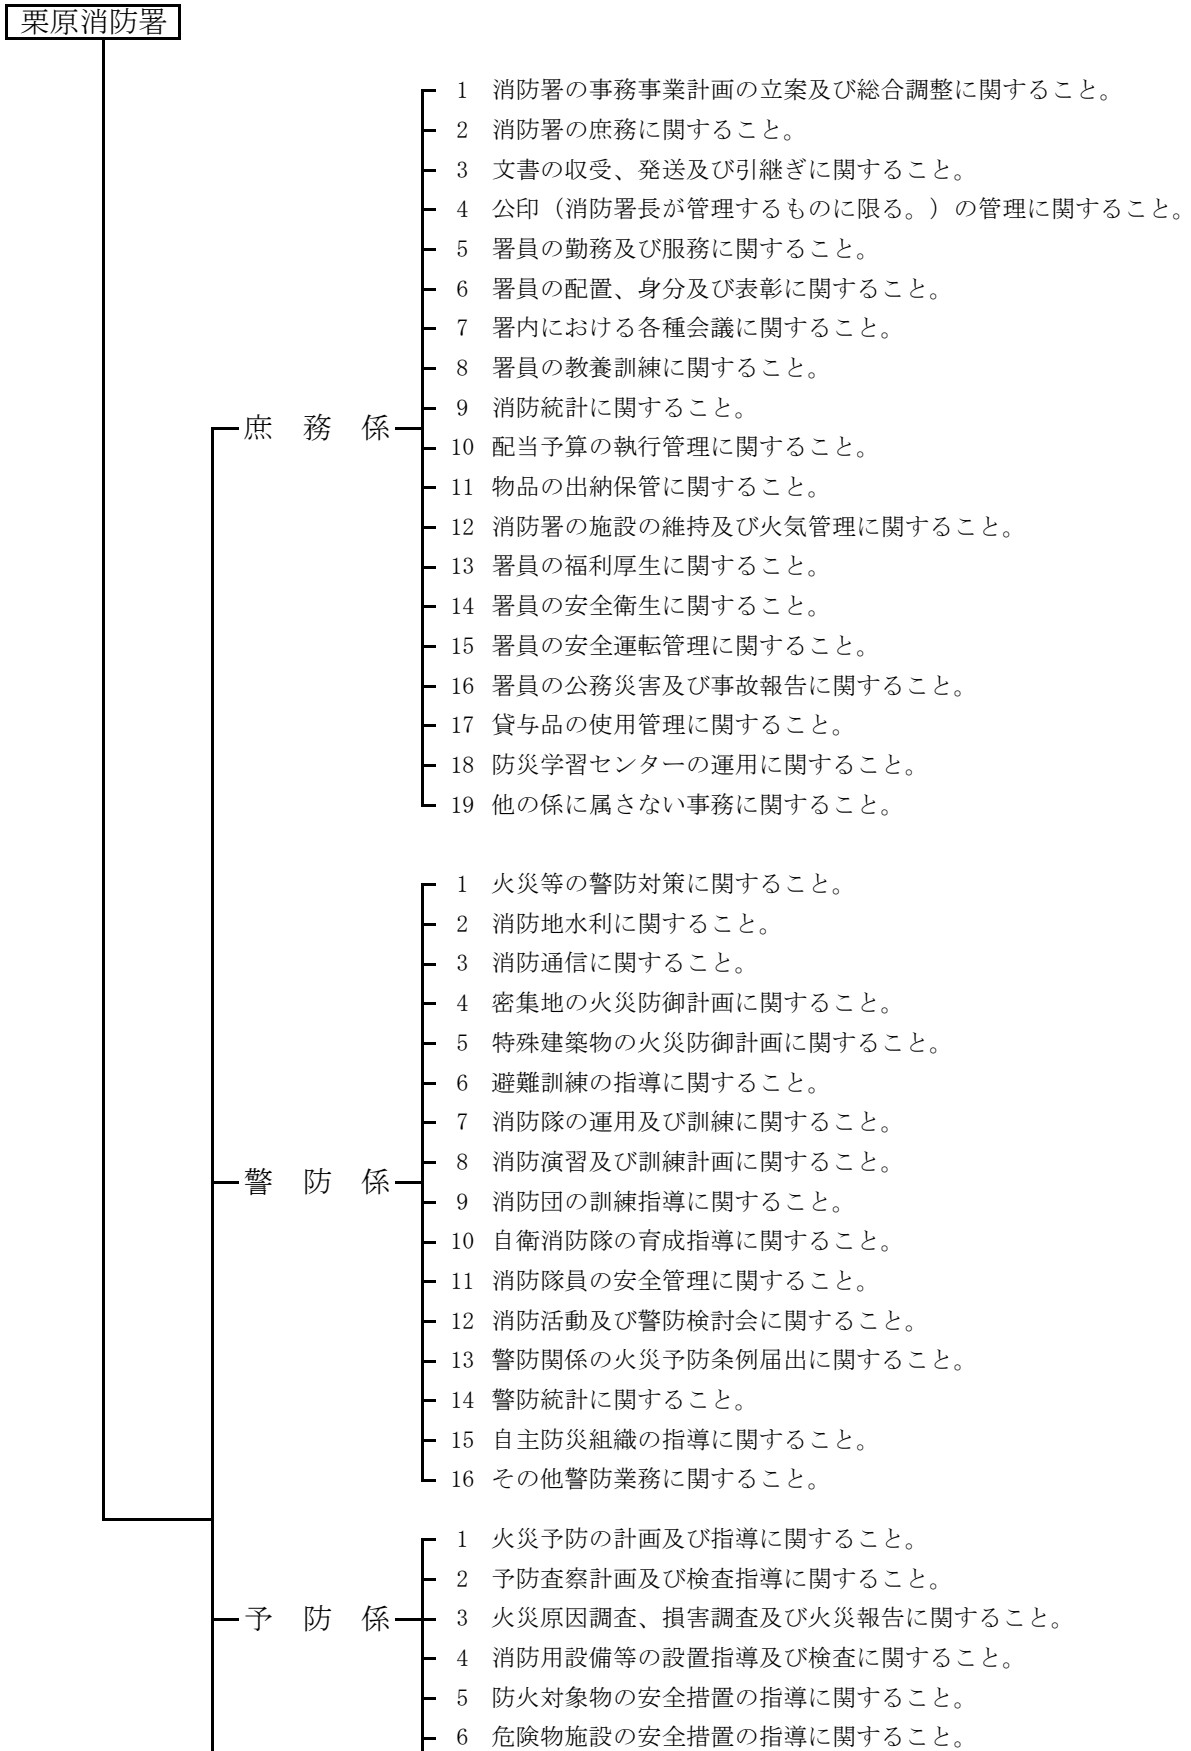 栗原消防署
1 消防署の事務事業計画の立案及び総合調整に関すること。
2 消防署の庶務に関すること。
3 文書の収受、発送及び引継ぎに関すること。
4 公印（消防署長が管理するものに限る。）の管理に関すること。
5 署員の勤務及び服務に関すること。
6 署員の配置、身分及び表彰に関すること。
7 署内における各種会議に関すること。
8 署員の教養訓練に関すること。
9 消防統計に関すること。
庶務係
10 配当予算の執行管理に関すること。
11 物品の出納保管に関すること。
12 消防署の施設の維持及び火気管理に関すること。
13 署員の福利厚生に関すること。
14 署員の安全衛生に関すること。
15 署員の安全運転管理に関すること。
16 署員の公務災害及び事故報告に関すること。
17 貸与品の使用管理に関すること。
18 防災学習センターの運用に関すること。
19 他の係に属さない事務に関すること。
1 火災等の警防対策に関すること。
2 消防地水利に関すること。
3 消防通信に関すること。
4 密集地の火災防御計画に関すること。
5 特殊建築物の火災防御計画に関すること。
6 避難訓練の指導に関すること。
7 消防隊の運用及び訓練に関すること。
8 消防演習及び訓練計画に関すること。
警防係
9 消防団の訓練指導に関すること。
10 自衛消防隊の育成指導に関すること。
11 消防隊員の安全管理に関すること。
12 消防活動及び警防検討会に関すること。
13 警防関係の火災予防条例届出に関すること。
14 警防統計に関すること。
15 自主防災組織の指導に関すること。
16 その他警防業務に関すること。
1 火災予防の計画及び指導に関すること。
2 予防査察計画及び検査指導に関すること。
予防係
3 火災原因調査、損害調査及び火災報告に関すること。
4 消防用設備等の設置指導及び検査に関すること。
5 防火対象物の安全措置の指導に関すること。
6 危険物施設の安全措置の指導に関すること。